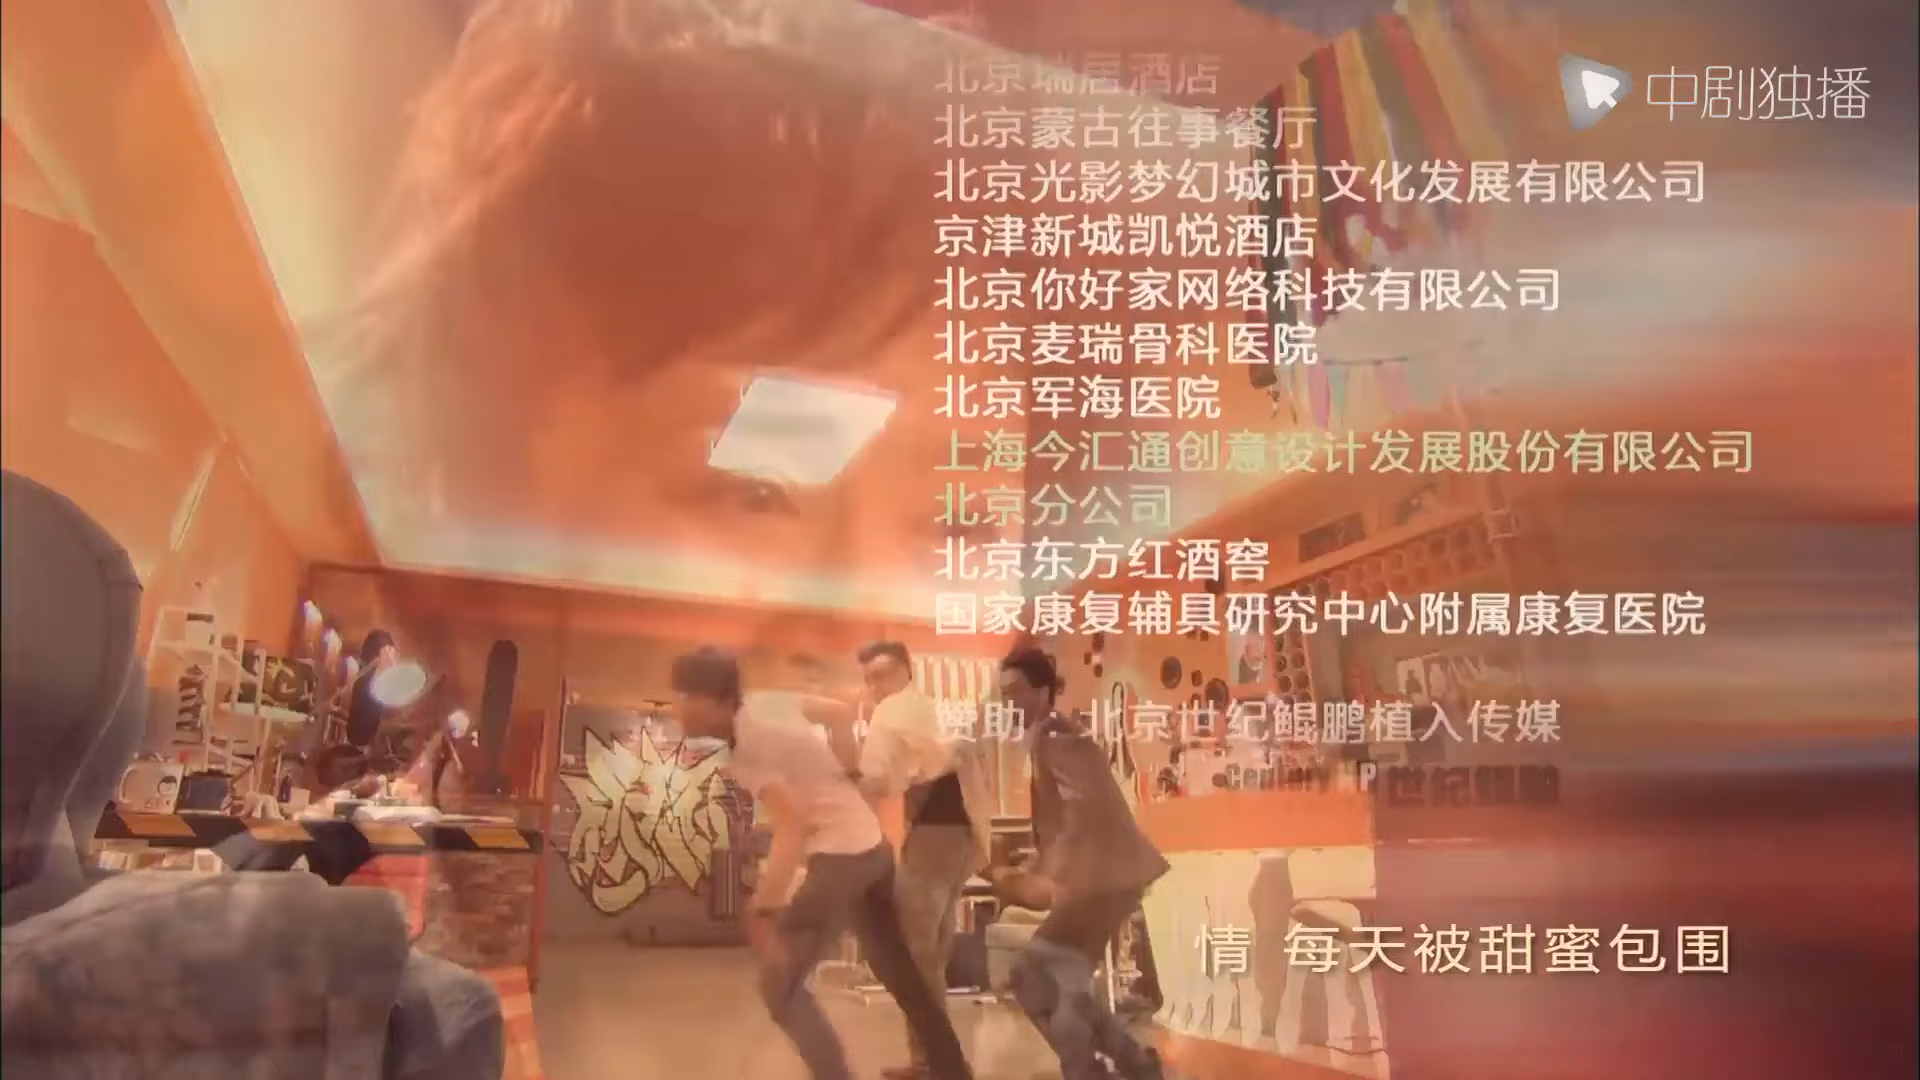 北京瑞居酒店
中剧独播
北京蒙古往事餐厅
北京光影梦幻城市文化发展有限公司
京津新城凯悦酒店
北京你好家网络科技有限公司
北京麦瑞骨科医院
北京军海医院
上海今汇通创意设计发展股份有限公司
北京分公司
北京东方红酒窖
国家康复辅具研究中心附属康复医院
赞助：北京世纪鲲鹏植入传媒
世纪鲲鹏
情 每天被甜蜜包围